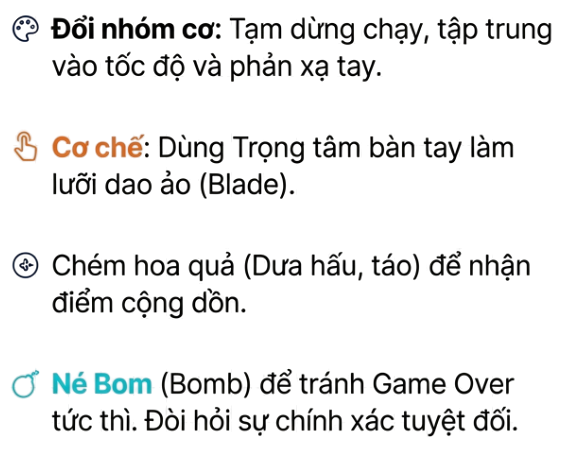 Đổi nhóm cơ: Tạm dừng chạy, tập trung
vào tốc độ và phản xạ tay.
Cơ chế: Dùng Trọng tâm bàn tay làm
lưỡi dao ảo (Blade).
Chém hoa quả (Dưa hấu, táo) để nhận
điểm cộng dồn.
Né Bom (Bomb) để tránh Game Over
tức thì. Đòi hỏi sự chính xác tuyệt đối.